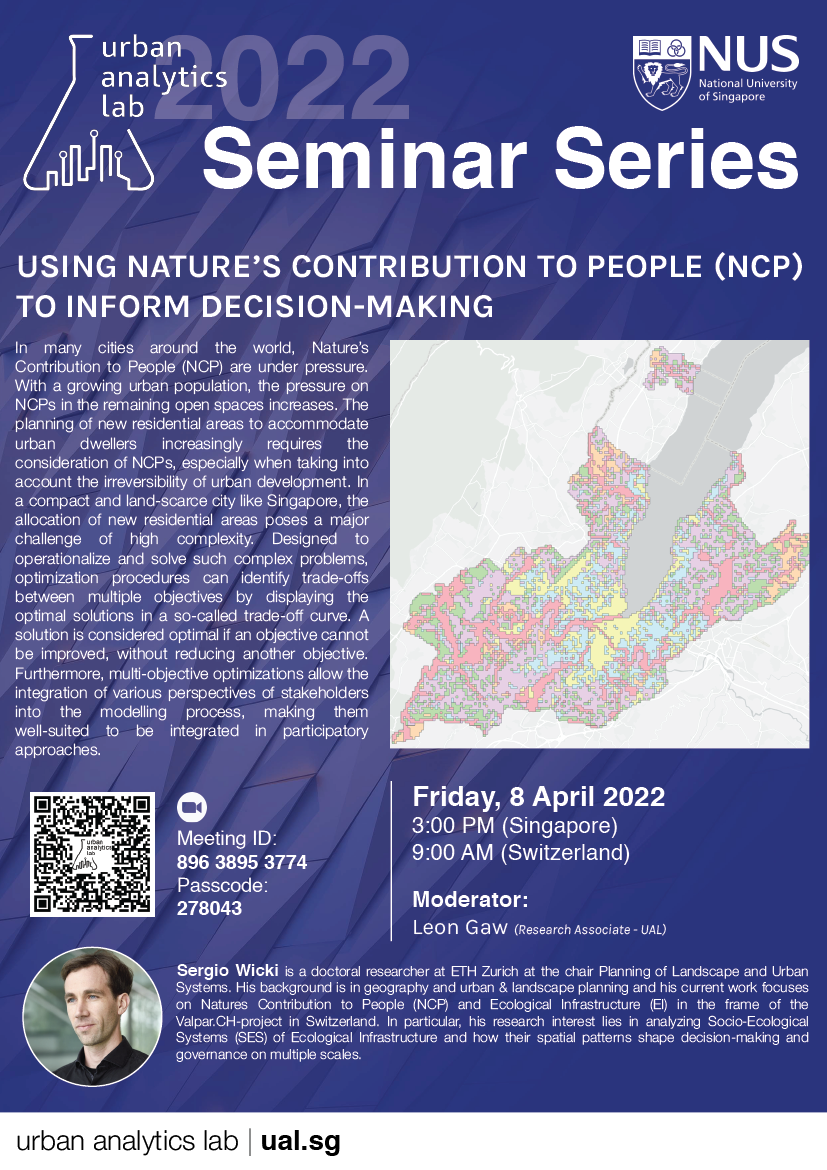 urban
analytics
lab
2022
NUS
National University
of Singapore
Seminar Series
USING NATURE’S CONTRIBUTION TO PEOPLE (NCP)
TO INFORM DECISION-MAKING
In many cities around the world, Nature's
Contribution to People (NCP) are under pressure.
With a growing urban population, the pressure on
NCPs in the remaining open spaces increases. The
planning of new residential areas to accommodate
urban dwellers increasingly requires the
consideration of NCPs, especially when taking into
account the irreversibility of urban development. In
a compact and land-scarce city like Singapore, the
allocation of new residential areas poses a major
challenge of high complexity. Designed to
operationalize and solve such complex problems,
optimization procedures can identify trade-offs
between multiple objectives by displaying the
optimal solutions in a so-called trade-off curve. A
solution is considered optimal if an objective cannot
be improved, without reducing another objective.
Furthermore, multi-objective optimizations allow the
integration of various perspectives of stakeholders
into the modelling process, making them
well-suited to be integrated in participatory
approaches.
urban
analytics
lab
Meeting ID:
896 3895 3774
Passcode:
278043
Friday, 8 April 2022
3:00 PM (Singapore)
9:00 AM (Switzerland)
Moderator:
Leon Gaw (Research Associate - UAL)
Sergio Wicki is a doctoral researcher at ETH Zurich at the chair Planning of Landscape and Urban
Systems. His background is in geography and urban & landscape planning and his current work focuses
on Natures Contribution to People (NCP) and Ecological Infrastructure (EI) in the frame of the
Valpar.CH-project in Switzerland. In particular, his research interest lies in analyzing Socio-Ecological
Systems (SES) of Ecological Infrastructure and how their spatial patterns shape decision-making and
governance on multiple scales.
urban analytics lab | ual.sg